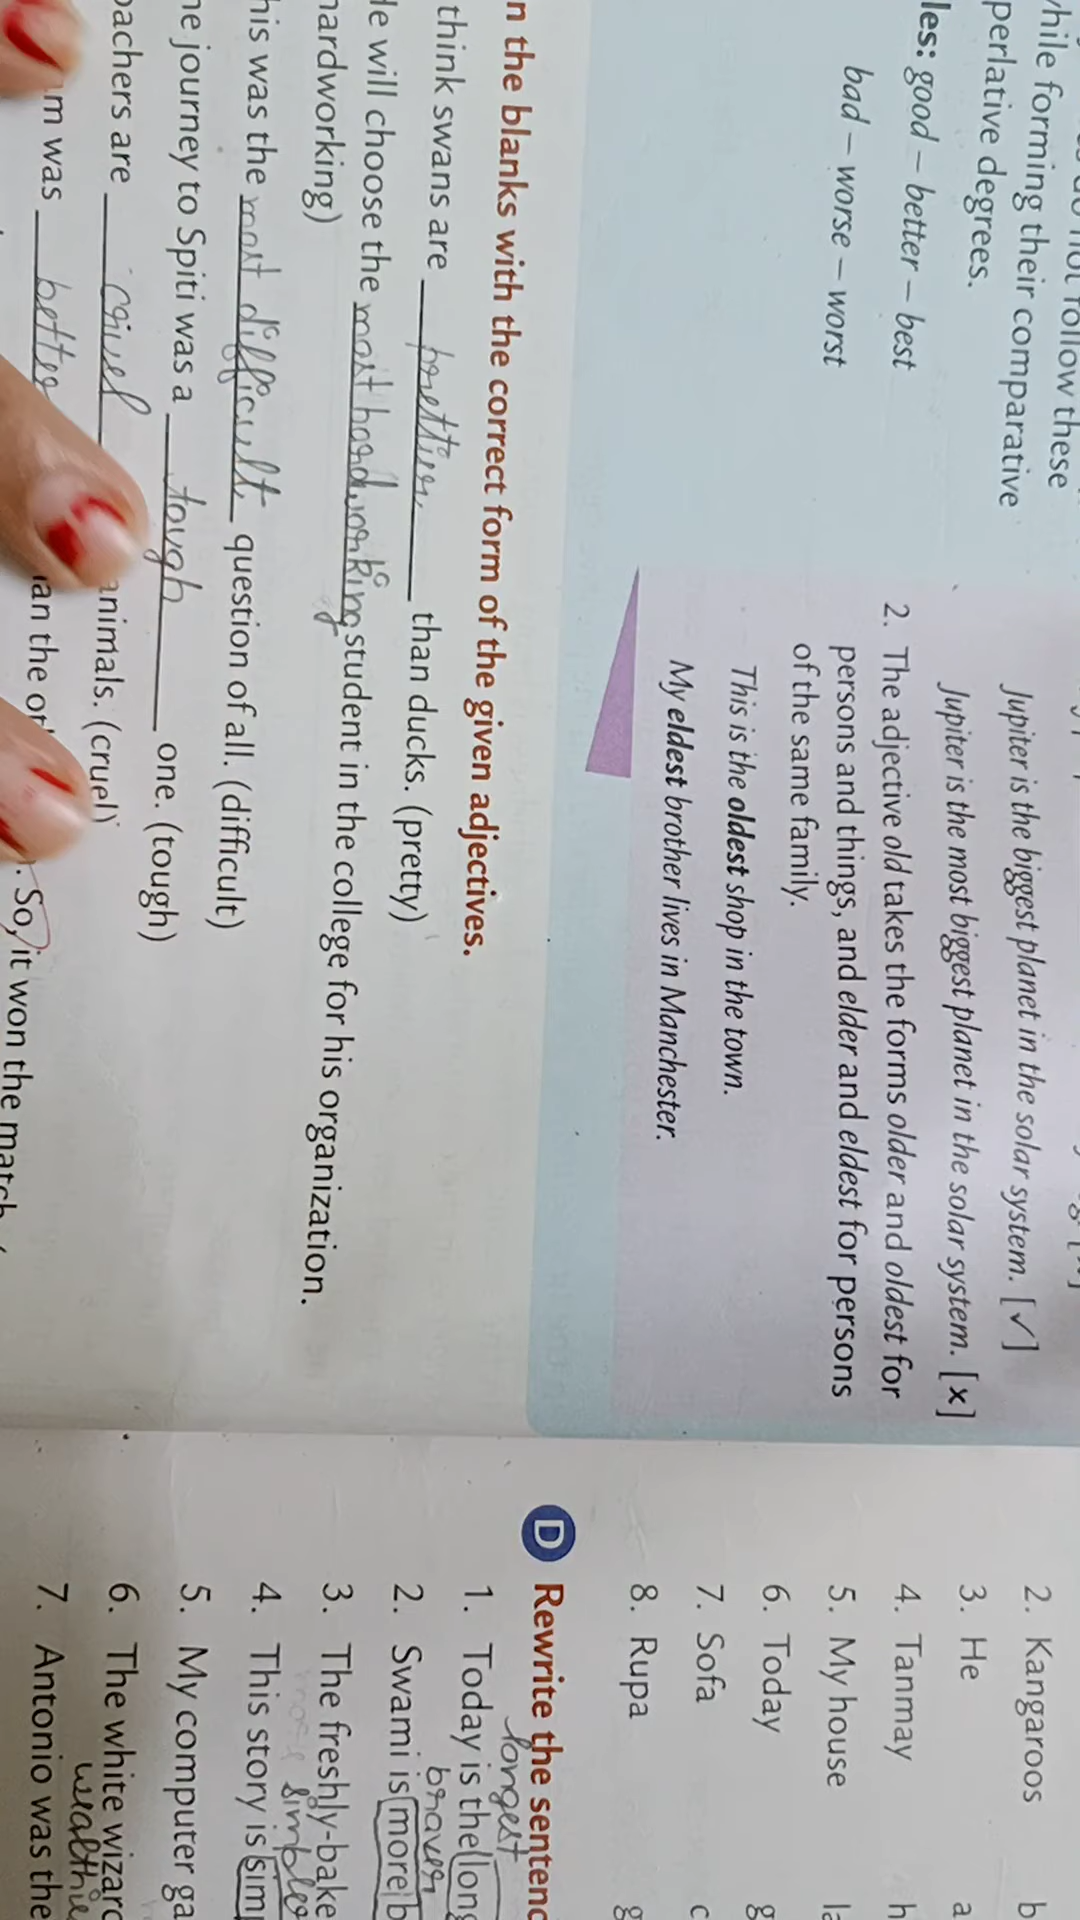 while forming their comparative
perlative degrees.
les: good – better – best
bad – worse – worst
Jupiter is the biggest planet in the solar system. [✓]
Jupiter is the most biggest planet in the solar system. [x]
2. The adjective old takes the forms older and oldest for
persons and things, and elder and eldest for persons
of the same family.
This is the oldest shop in the town.
My eldest brother lives in Manchester.
n the blanks with the correct form of the given adjectives.
think swans are prettier than ducks. (pretty)
He will choose the most hardworking student in the college for his organization.
hardworking)
his was the most difficult question of all. (difficult)
he journey to Spiti was a tough one. (tough)
oachers are cruel animals. (cruel)
m was better an the . So, it won the match
2. Kangaroos b
3. He a
4. Tanmay h
5. My house la
6. Today g
7. Sofa c
8. Rupa g
D Rewrite the sentenc
longest
1. Today is the long
braver
2. Swami is more b
3. The freshly-bake
simpler
4. This story is sim
5. My computer ga
6. The white wizard
wealthie
7. Antonio was the